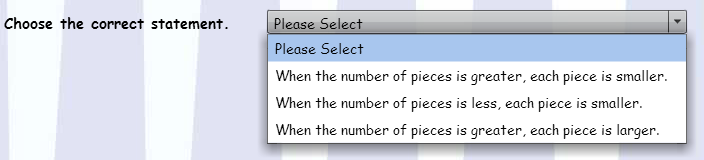 Choose the correct statement. Please Select
Please Select
When the number of pieces is greater, each piece is smaller.
When the number of pieces is less, each piece is smaller.
When the number of pieces is greater, each piece is larger.